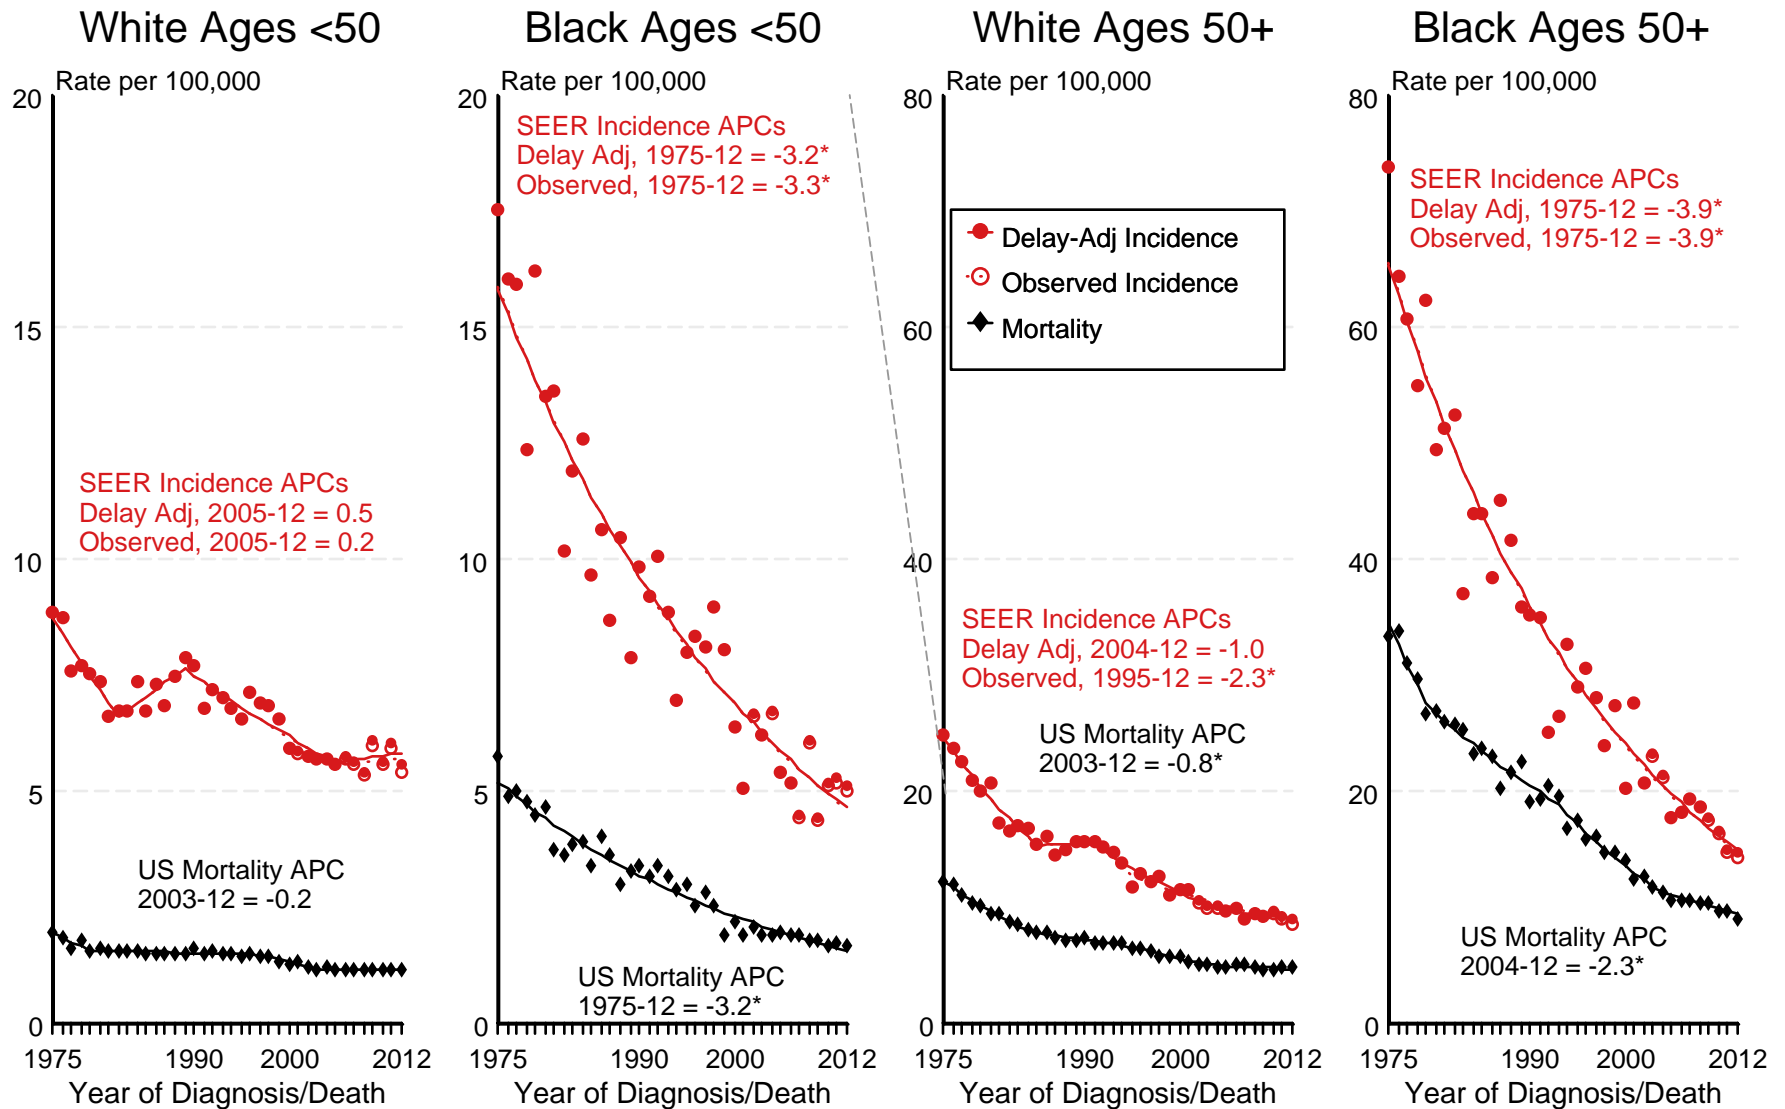 White Ages <50
Rate per 100,000
20
15
10
5
0
SEER Incidence APCs
Delay Adj, 2005-12 = 0.5
Observed, 2005-12 = 0.2
US Mortality APC
2003-12 = -0.2
1975 1990 2000 2012
Year of Diagnosis/Death
Black Ages <50
Rate per 100,000
20
15
10
5
0
SEER Incidence APCs
Delay Adj, 1975-12 = -3.2*
Observed, 1975-12 = -3.3*
US Mortality APC
1975-12 = -3.2*
1975 1990 2000 2012
Year of Diagnosis/Death
White Ages 50+
Rate per 100,000
80
60
40
20
0
Delay-Adj Incidence
Observed Incidence
Mortality
SEER Incidence APCs
Delay Adj, 2004-12 = -1.0
Observed, 1995-12 = -2.3*
US Mortality APC
2003-12 = -0.8*
1975 1990 2000 2012
Year of Diagnosis/Death
Black Ages 50+
Rate per 100,000
80
60
40
20
0
SEER Incidence APCs
Delay Adj, 1975-12 = -3.9*
Observed, 1975-12 = -3.9*
US Mortality APC
2004-12 = -2.3*
1975 1990 2000 2012
Year of Diagnosis/Death